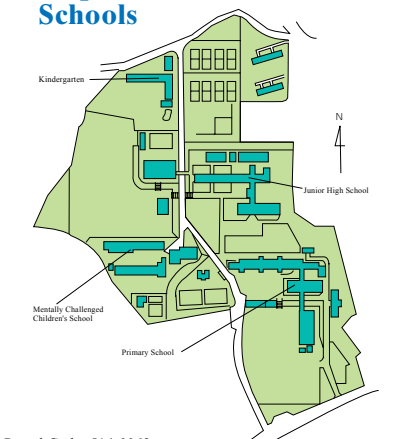 Schools
Kindergarten
N
Junior High School
Mentally Challenged
Children's School
Primary School